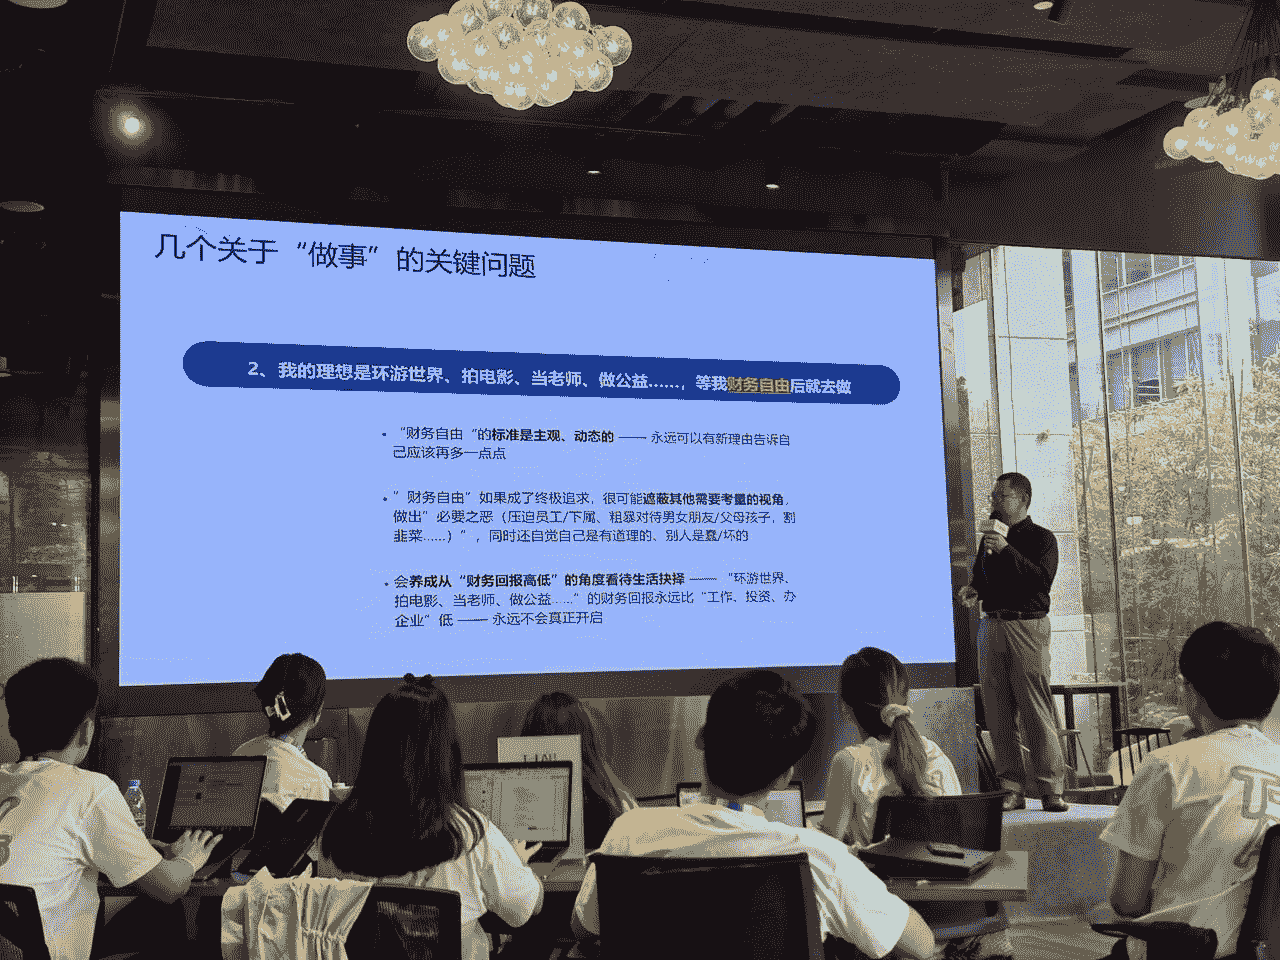 几个关于“做事”的关键问题
2、我的理想是环游世界、拍电影、当老师、做公益……，等我财务自由后就去做
• “财务自由“的标准是主观、动态的 —— 永远可以有新理由告诉自
己应该再多一点点
• ”财务自由”如果成了终极追求，很可能遮蔽其他需要考量的视角，
做出”必要之恶（压迫员工/下属、粗暴对待男女朋友/父母孩子，割
韭菜……）”，同时还自觉自己是有道理的、别人是蠢/坏的
• 会养成从“财务回报高低”的角度看待生活抉择 —— “环游世界、
拍电影、当老师、做公益……”的财务回报永远比“工作、投资、办
企业”低 —— 永远不会真正开启